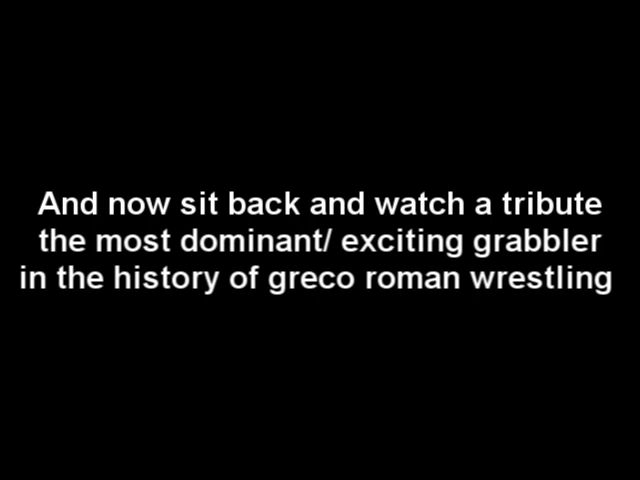 And now sit back and watch a tribute
the most dominant/ exciting grabbler
in the history of greco roman wrestling